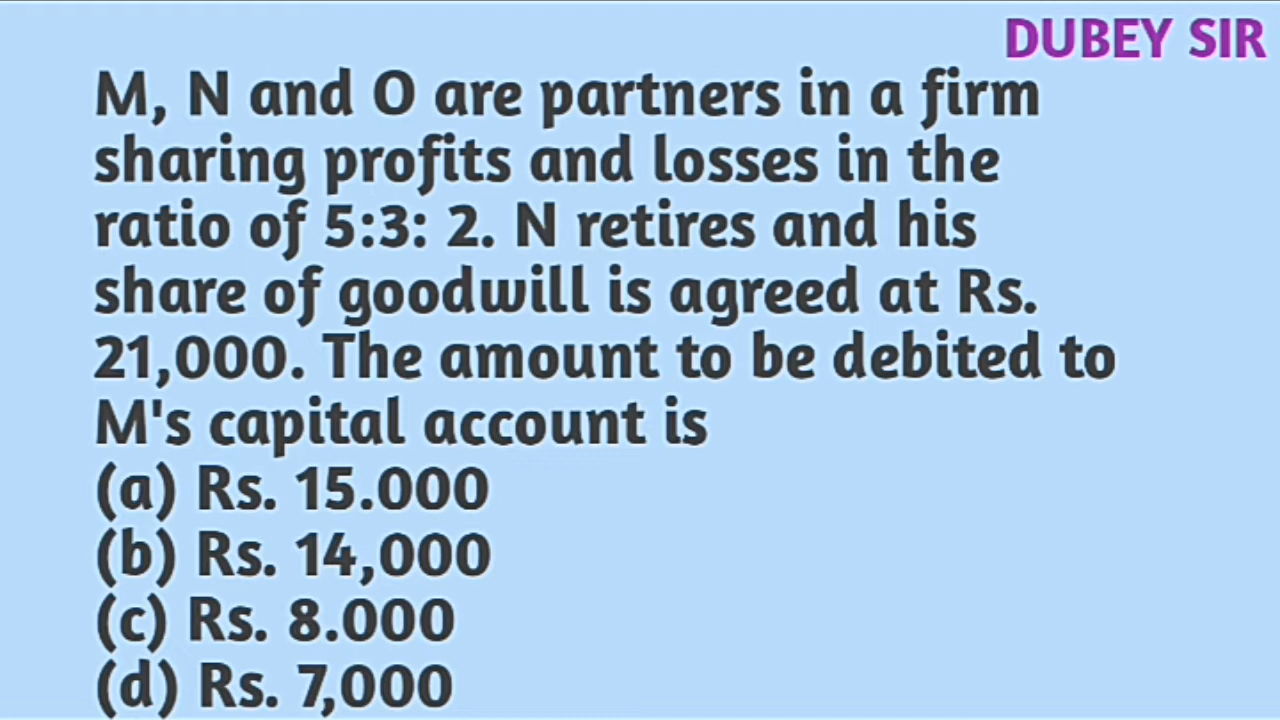 DUBEY SIR
M, N and O are partners in a firm
sharing profits and losses in the
ratio of 5:3: 2. N retires and his
share of goodwill is agreed at Rs.
21,000. The amount to be debited to
M's capital account is
(a) Rs. 15.000
(b) Rs. 14,000
(c) Rs. 8.000
(d) Rs. 7,000